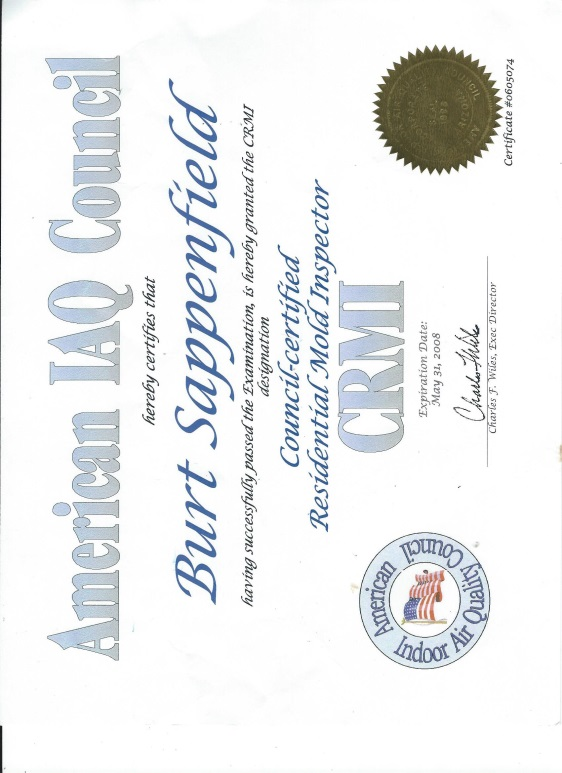 American IAQ Council
hereby certifies that
Burt Sappenfield
having successfully passed the Examination, is hereby granted the CRMI
designation
Council-certified
Residential Mold Inspector
CRMI
Expiration Date:
May 31, 2008
Charles F. Wiles, Exec Director
American Council
Indoor Air Quality
Certificate #0605074